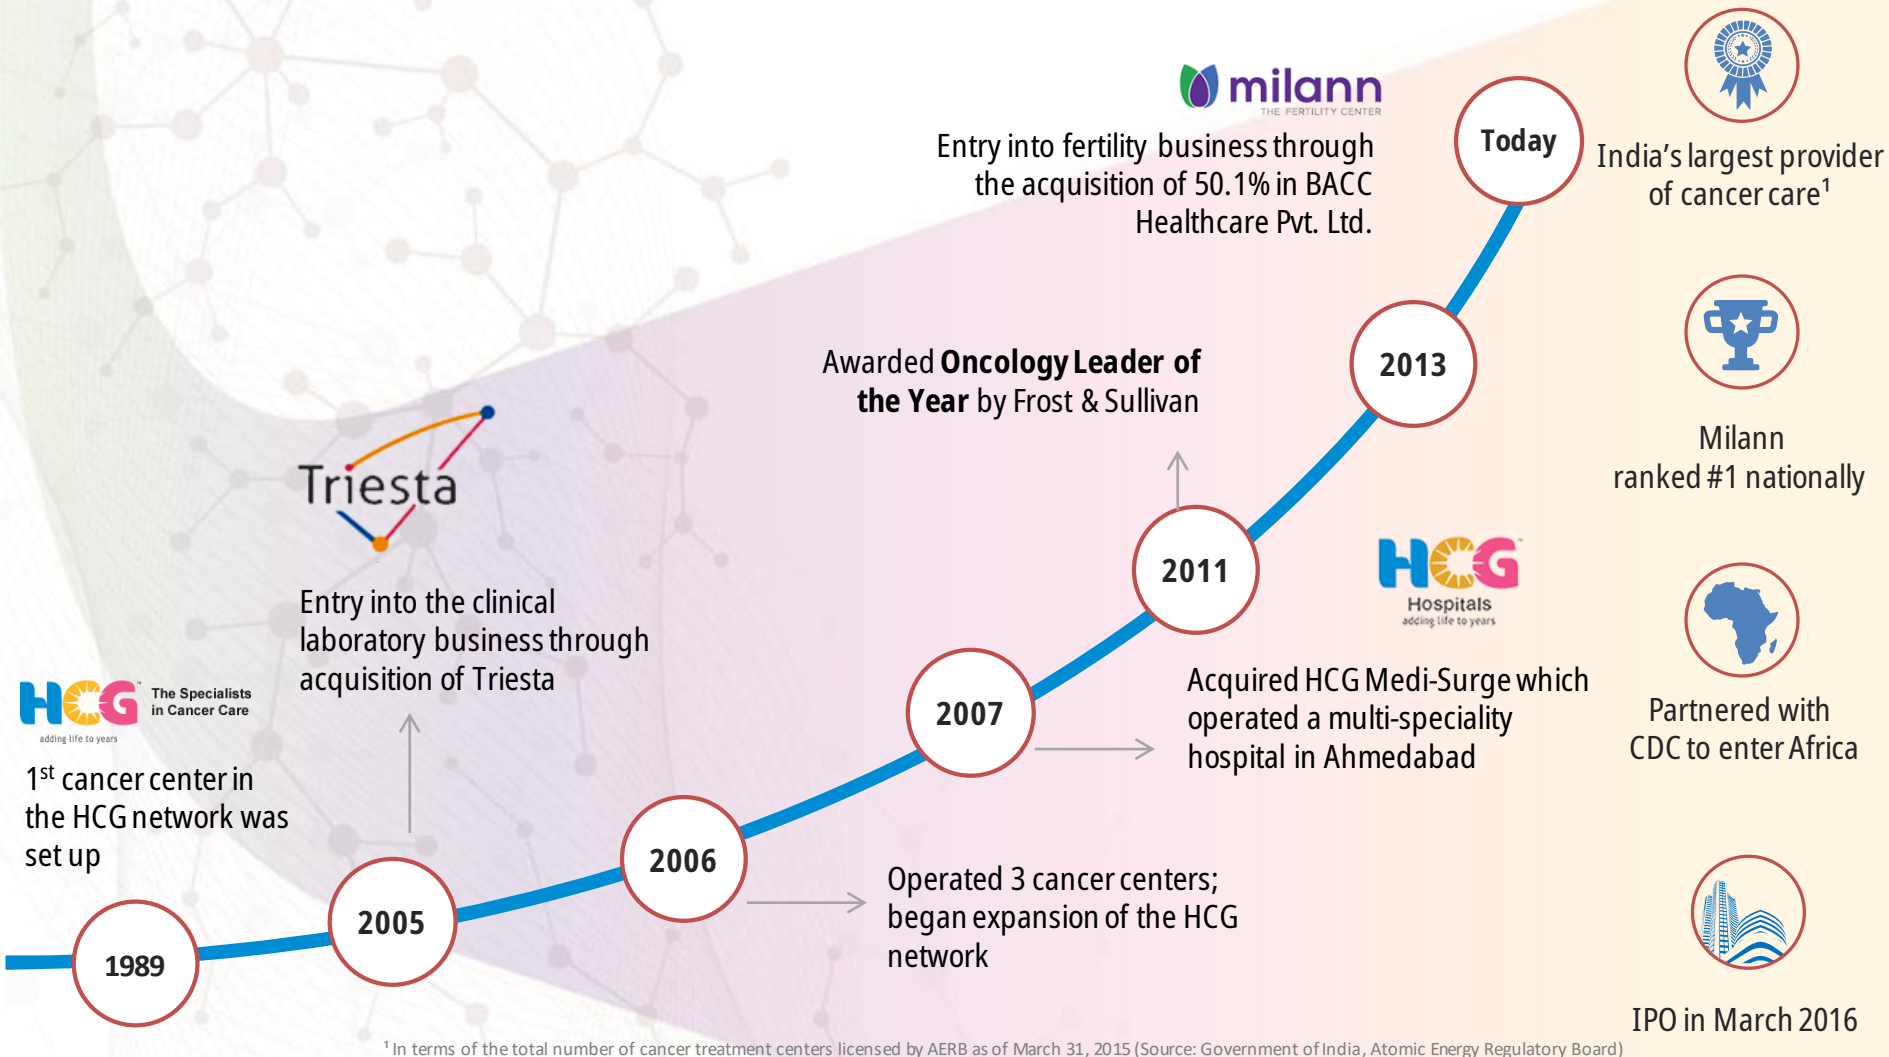 HCG™
The Specialists
in Cancer Care
adding life to years
1st cancer center in
the HCG network was
set up
1989
Triesta
Entry into the clinical
laboratory business through
acquisition of Triesta
2005
2006
Operated 3 cancer centers;
began expansion of the HCG
network
2007
HCG™
Hospitals
adding life to years
Acquired HCG Medi-Surge which
operated a multi-speciality
hospital in Ahmedabad
Awarded Oncology Leader of
the Year by Frost & Sullivan
2011
milann
THE FERTILITY CENTER
Entry into fertility business through
the acquisition of 50.1% in BACC
Healthcare Pvt. Ltd.
2013
Today
India’s largest provider
of cancer care¹
Milann
ranked #1 nationally
Partnered with
CDC to enter Africa
IPO in March 2016
¹ In terms of the total number of cancer treatment centers licensed by AERB as of March 31, 2015 (Source: Government of India, Atomic Energy Regulatory Board)